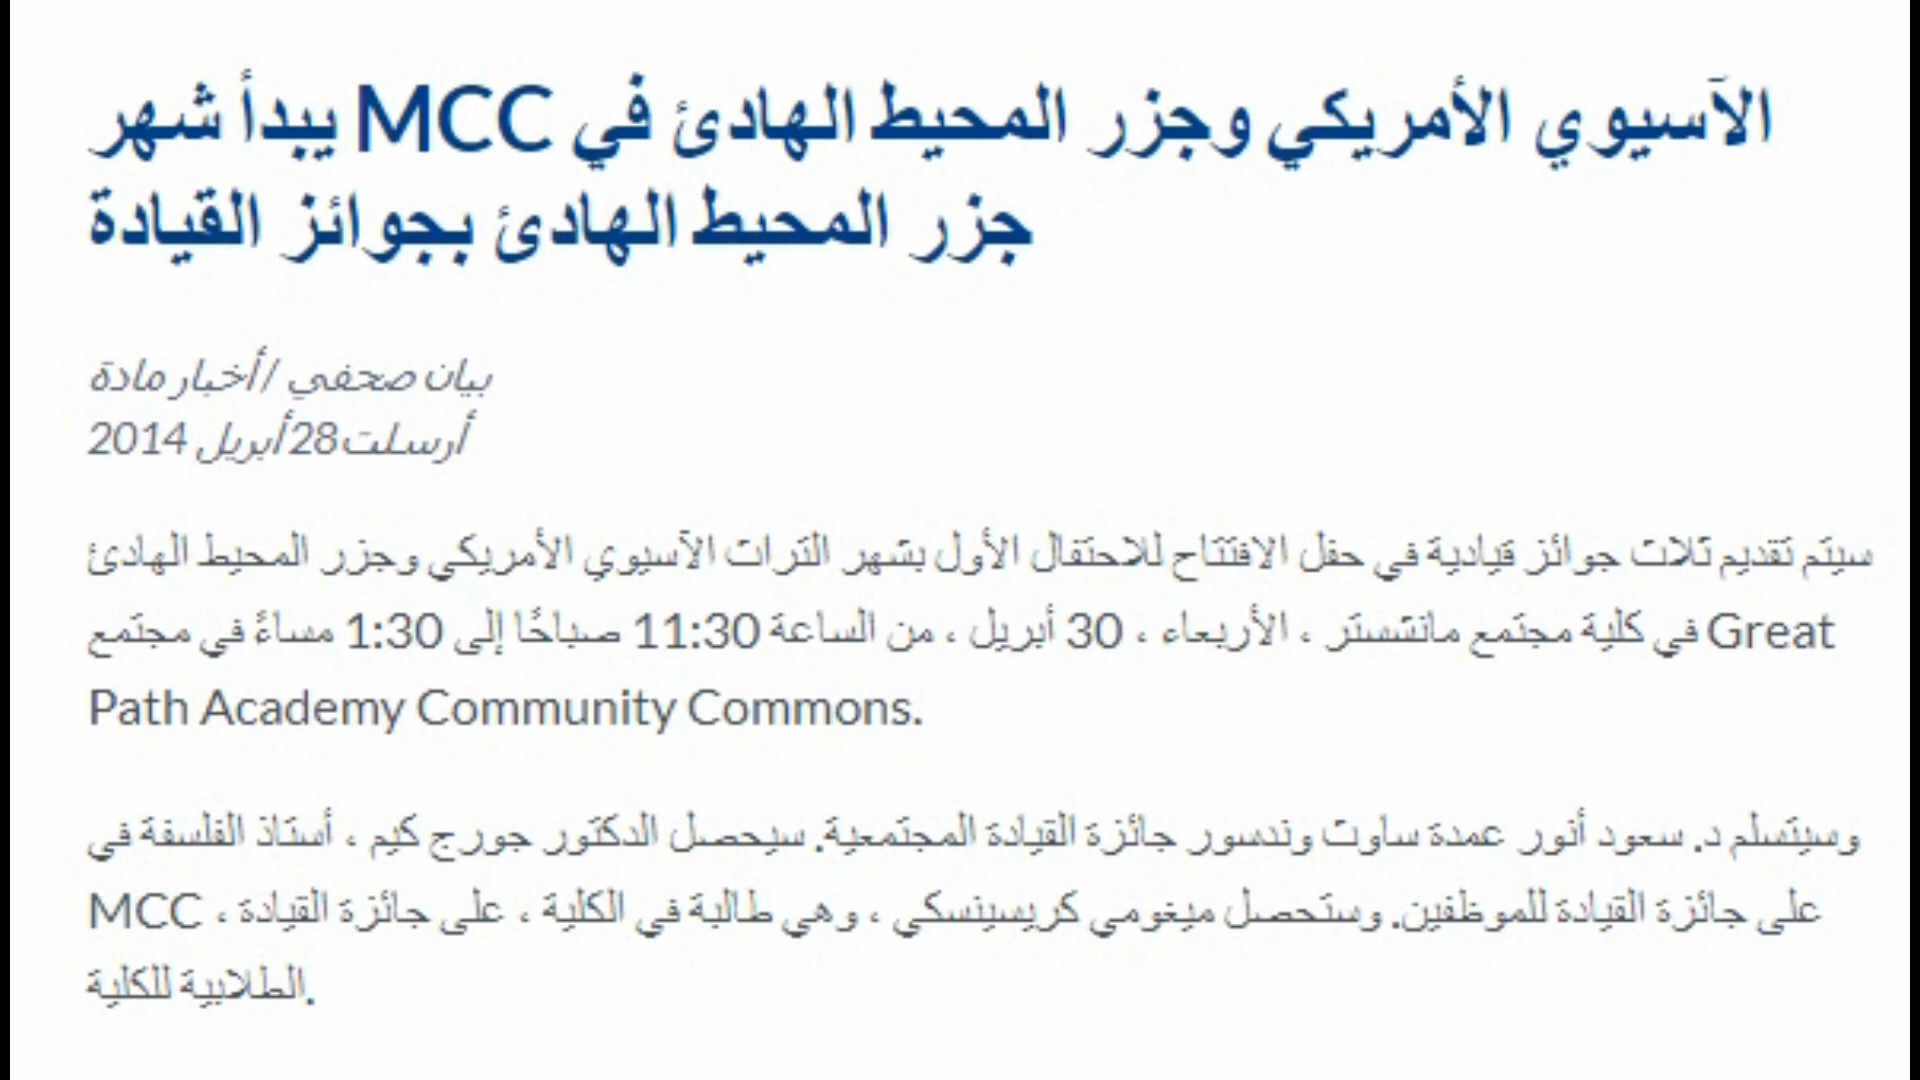 الآسيوي الأمريكي وجزر المحيط الهادئ في MCC يبدأ شهر
جزر المحيط الهادئ بجوائز القيادة
بيان صحفي / أخبار مادة
أرسلت 28 أبريل 2014
سيتم تقديم ثلاث جوائز قيادية في حفل الافتتاح للاحتفال الأول بشهر التراث الآسيوي الأمريكي وجزر المحيط الهادئ
في كلية مجتمع مانشستر ، الأربعاء ، 30 أبريل ، من الساعة 11:30 صباحًا إلى 1:30 مساءً في مجتمع Great
Path Academy Community Commons.
وسيتسلم د. سعود أنور عمدة ساوث وندسور جائزة القيادة المجتمعية. سيحصل الدكتور جورج كيم ، أستاذ الفلسفة في
MCC ، على جائزة القيادة للموظفين. وستحصل ميغومي كريسينسكي ، وهي طالبة في الكلية ، على جائزة القيادة
الطلابية للكلية.